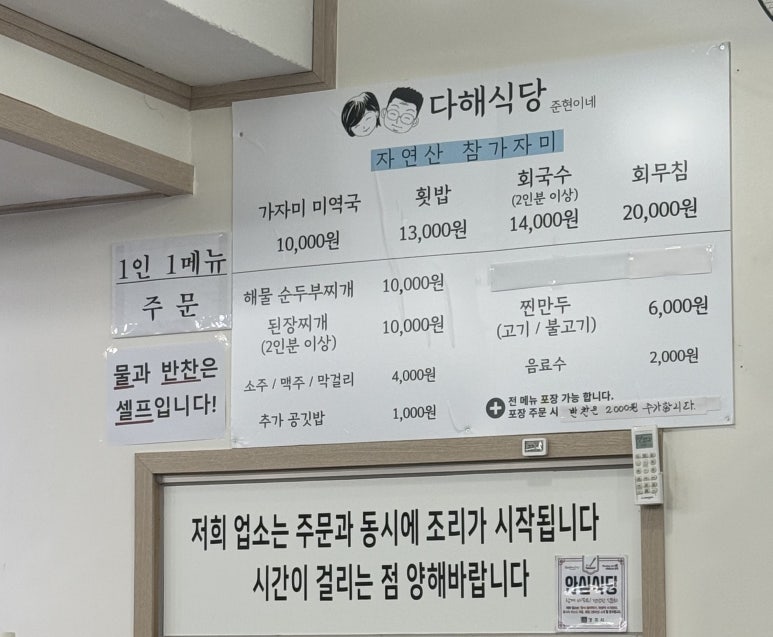 다해식당 준현이네
자연산 참가자미
가자미 미역국 10,000원
횟밥 13,000원
회국수
(2인분 이상)
14,000원
회무침 20,000원
해물 순두부찌개 10,000원
된장찌개 10,000원
(2인분 이상)
소주 / 맥주 / 막걸리 4,000원
추가 공깃밥 1,000원
찐만두 6,000원
(고기 / 불고기)
음료수 2,000원
전 메뉴 포장 가능 합니다.
포장 주문 시 반찬은 2000원 추가합니다.
1인 1메뉴
주 문
물과 반찬은
셀프입니다!
저희 업소는 주문과 동시에 조리가 시작됩니다
시간이 걸리는 점 양해바랍니다
안심식당